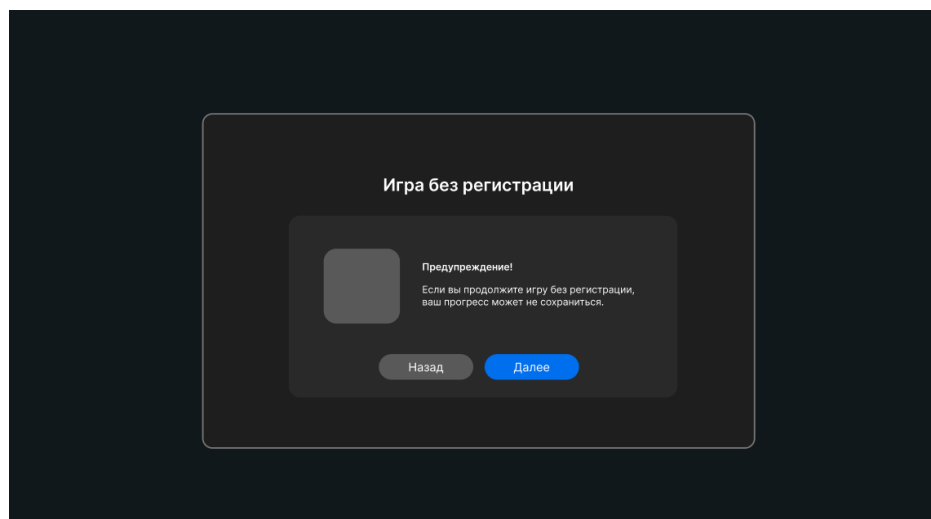 Игра без регистрации
Предупреждение!
Если вы продолжите игру без регистрации,
ваш прогресс может не сохраниться.
Назад
Далее